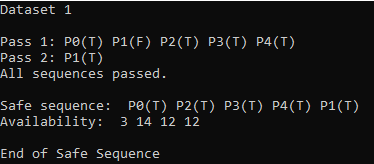 Dataset 1
Pass 1: P0(T) P1(F) P2(T) P3(T) P4(T)
Pass 2: P1(T)
All sequences passed.
Safe sequence:  P0(T) P2(T) P3(T) P4(T) P1(T)
Availability:  3 14 12 12
End of Safe Sequence